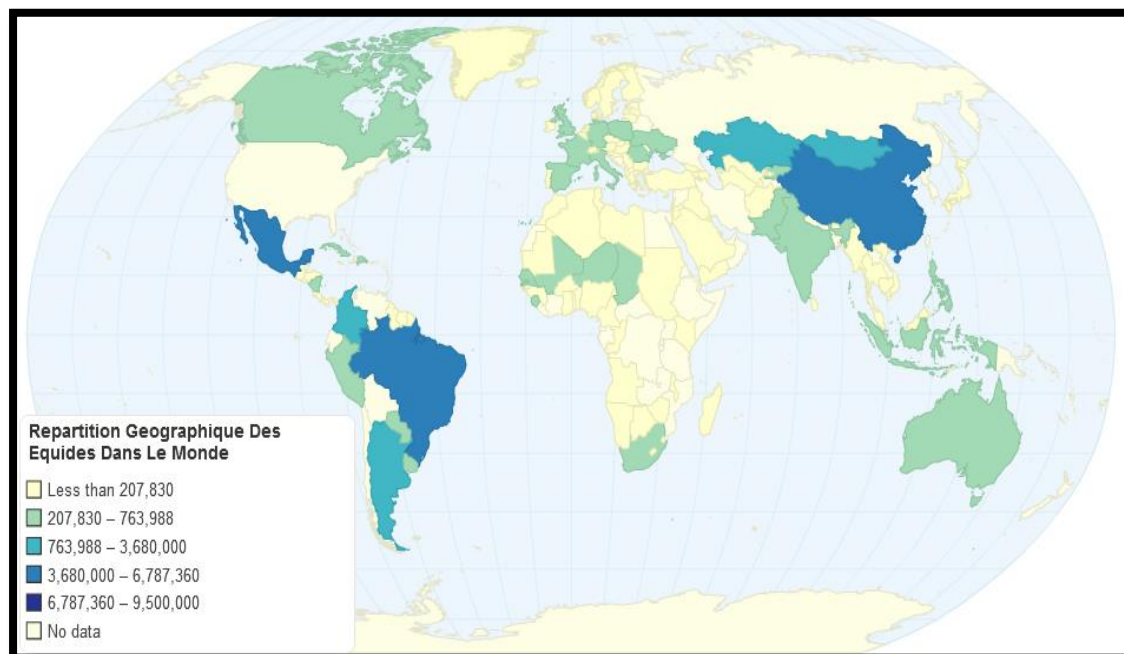 Repartition Geographique Des
Equides Dans Le Monde
Less than 207,830
207,830 – 763,988
763,988 – 3,680,000
3,680,000 – 6,787,360
6,787,360 – 9,500,000
No data